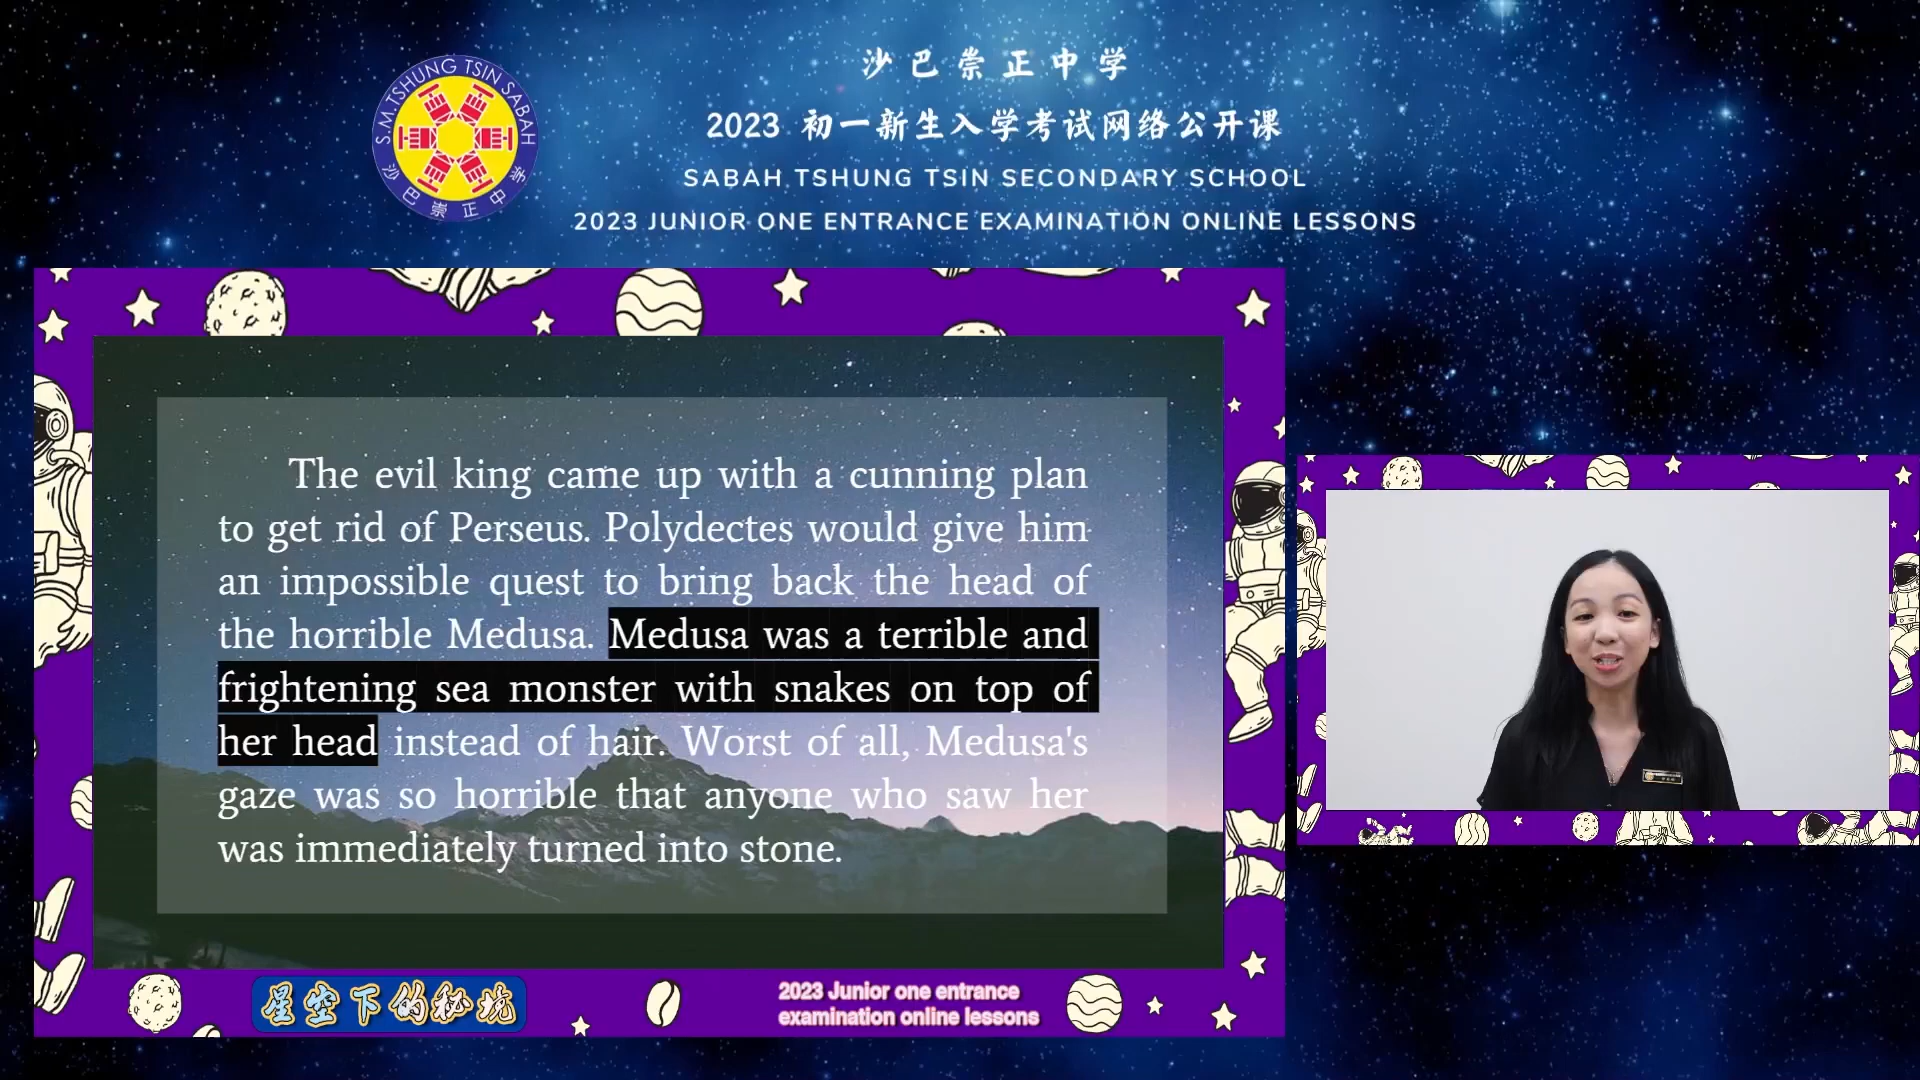 S.M.TSHUNG TSIN SABAH
沙巴崇正中学
沙巴崇正中学
2023 初一新生入学考试网络公开课
SABAH TSHUNG TSIN SECONDARY SCHOOL
2023 JUNIOR ONE ENTRANCE EXAMINATION ONLINE LESSONS
The evil king came up with a cunning plan
to get rid of Perseus. Polydectes would give him
an impossible quest to bring back the head of
the horrible Medusa. Medusa was a terrible and
frightening sea monster with snakes on top of
her head instead of hair. Worst of all, Medusa's
gaze was so horrible that anyone who saw her
was immediately turned into stone.
星空下的秘境
2023 Junior one entrance
examination online lessons